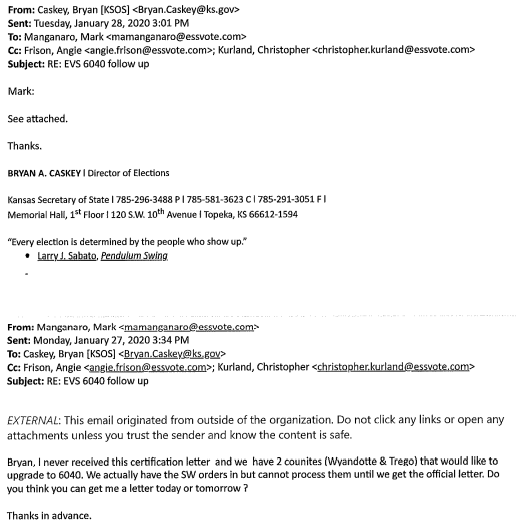 From: Caskey, Bryan [KSOS] <Bryan.Caskey@ks.gov>
Sent: Tuesday, January 28, 2020 3:01 PM
To: Manganaro, Mark <mamanganaro@essvote.com>
Cc: Frison, Angie <angie.frison@essvote.com>; Kurland, Christopher <christopher.kurland@essvote.com>
Subject: RE: EVS 6040 follow up
Mark:
See attached.
Thanks.
BRYAN A. CASKEY I Director of Elections
Kansas Secretary of State I 785-296-3488 P I 785-581-3623 C I 785-291-3051 F I
Memorial Hall, 1st Floor I 120 S.W. 10th Avenue I Topeka, KS 66612-1594
“Every election is determined by the people who show up.”
• Larry J. Sabato, Pendulum Swing
-
From: Manganaro, Mark <mamanganaro@essvote.com>
Sent: Monday, January 27, 2020 3:34 PM
To: Caskey, Bryan [KSOS] <Bryan.Caskey@ks.gov>
Cc: Frison, Angie <angie.frison@essvote.com>; Kurland, Christopher <christopher.kurland@essvote.com>
Subject: RE: EVS 6040 follow up
EXTERNAL: This email originated from outside of the organization. Do not click any links or open any
attachments unless you trust the sender and know the content is safe.
Bryan, I never received this certification letter and we have 2 counites (Wyandotte & Trego) that would like to
upgrade to 6040. We actually have the SW orders in but cannot process them until we get the official letter. Do
you think you can get me a letter today or tomorrow ?
Thanks in advance.